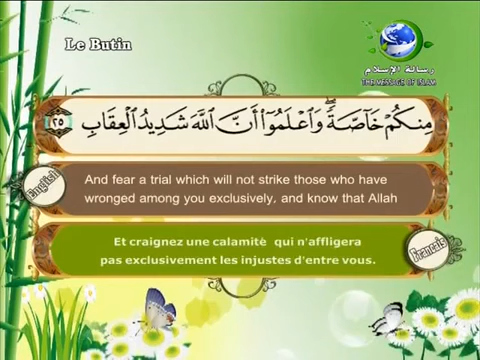 Le Butin
رسالة الإسلام
THE MESSAGE OF ISLAM
مِنكُمْ خَآصَّةً ۖ وَٱعْلَمُوٓا۟ أَنَّ ٱللَّهَ شَدِيدُ ٱلْعِقَابِ ٢٥
English
And fear a trial which will not strike those who have
wronged among you exclusively, and know that Allah
Et craignez une calamité qui n'affligera
pas exclusivement les injustes d'entre vous.
Français